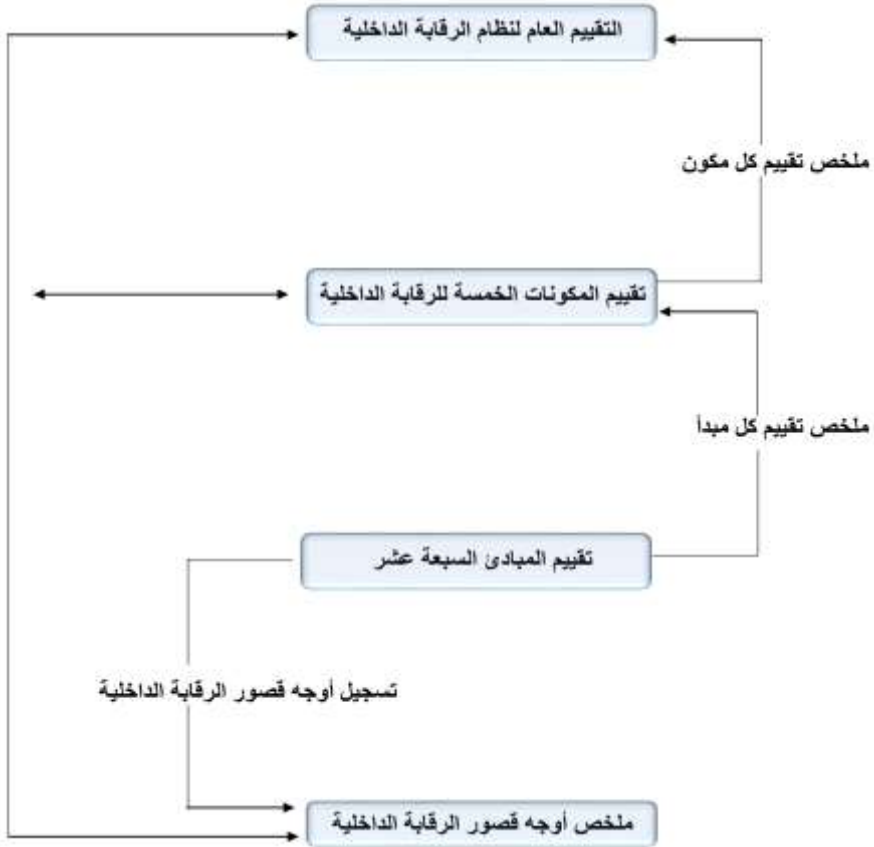 التقييم العام لنظام الرقابة الداخلية
ملخص تقييم كل مكون
تقييم المكونات الخمسة للرقابة الداخلية
ملخص تقييم كل مبدأ
تقييم المبادئ السبعة عشر
تسجيل أوجه قصور الرقابة الداخلية
ملخص أوجه قصور الرقابة الداخلية